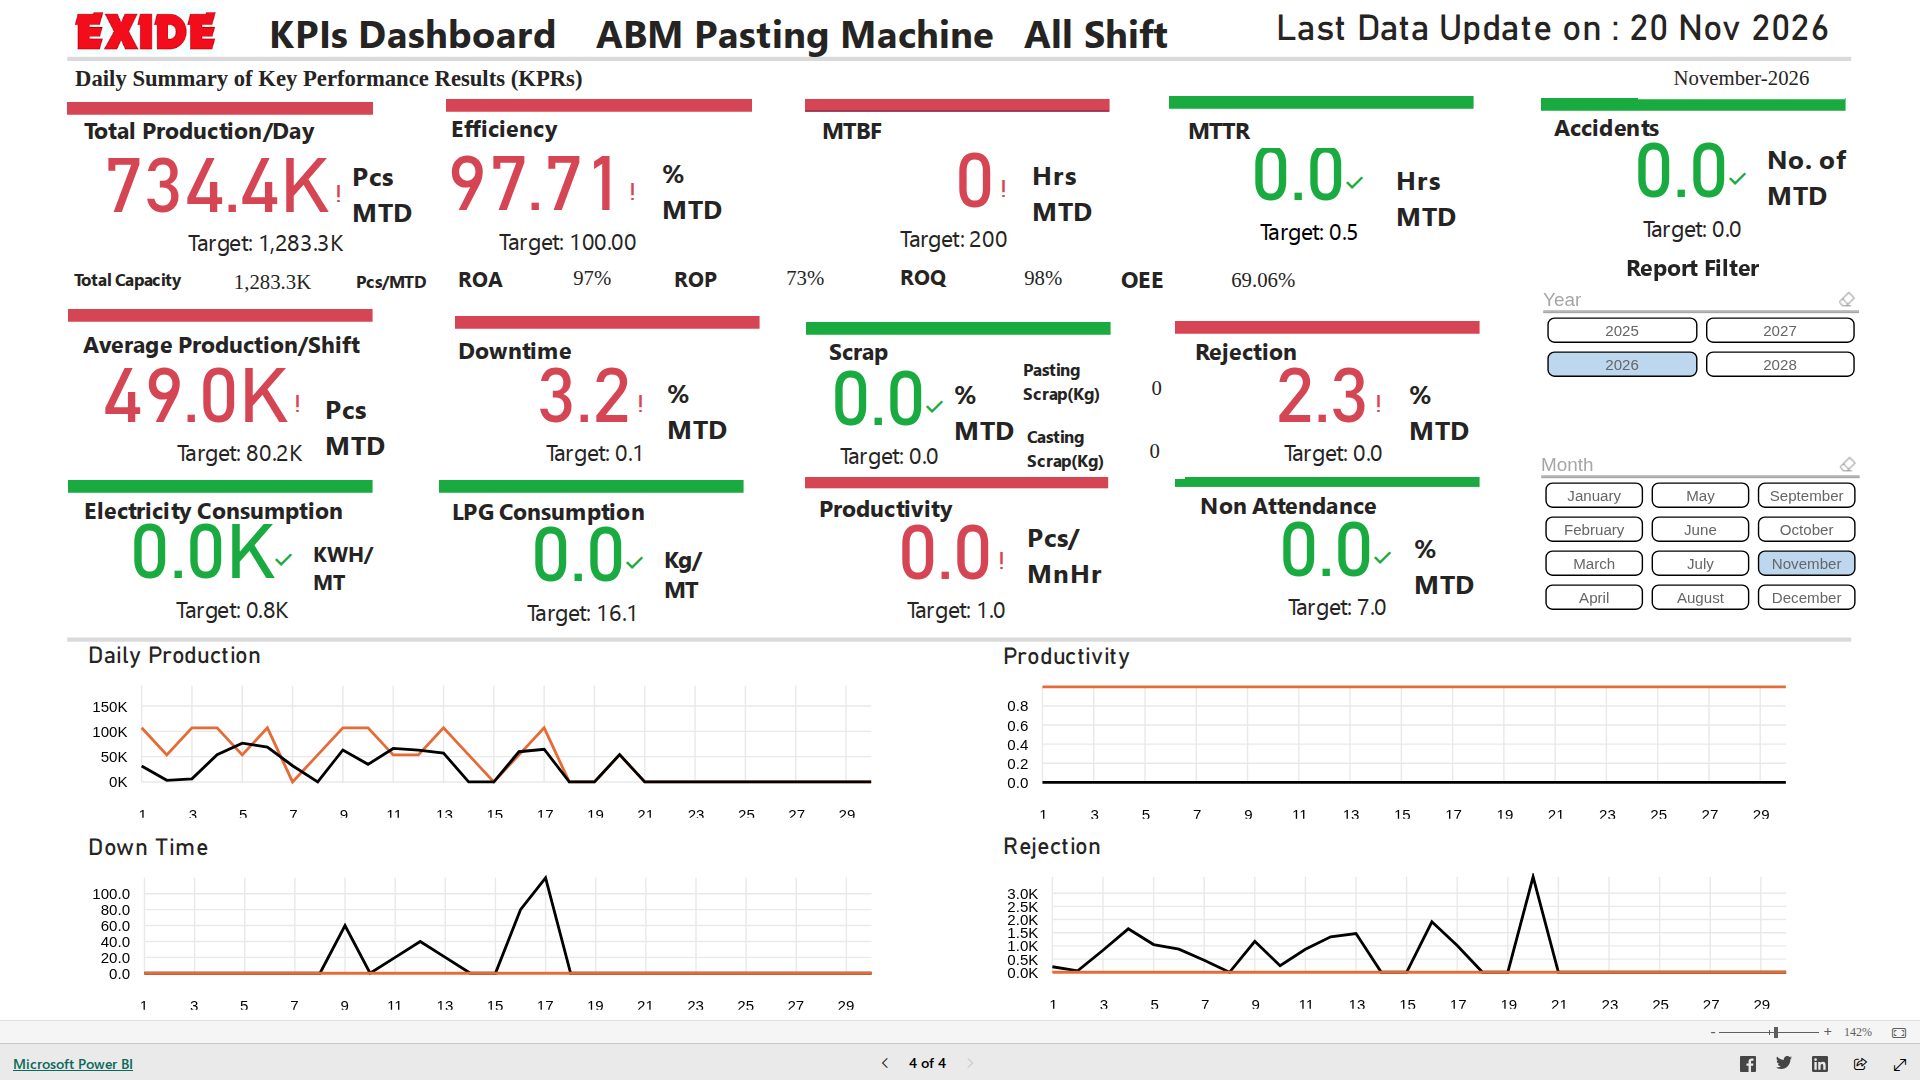 EXIDE KPIs Dashboard ABM Pasting Machine All Shift Last Data Update on : 20 Nov 2026
Daily Summary of Key Performance Results (KPRs) November-2026
Total Production/Day
734.4K ! Pcs
MTD
Target: 1,283.3K
Efficiency
97.71 ! %
MTD
Target: 100.00
MTBF
0 ! Hrs
MTD
Target: 200
MTTR
0.0 Hrs
MTD
Target: 0.5
Accidents
0.0 No. of
MTD
Target: 0.0
Total Capacity 1,283.3K Pcs/MTD ROA 97% ROP 73% ROQ 98% OEE 69.06%
Average Production/Shift
49.0K ! Pcs
MTD
Target: 80.2K
Downtime
3.2 ! %
MTD
Target: 0.1
Scrap
0.0 %
MTD
Target: 0.0
Pasting
Scrap(Kg) 0
Casting
Scrap(Kg) 0
Rejection
2.3 ! %
MTD
Target: 0.0
Electricity Consumption
0.0K KWH/
MT
Target: 0.8K
LPG Consumption
0.0 Kg/
MT
Target: 16.1
Productivity
0.0 ! Pcs/
MnHr
Target: 1.0
Non Attendance
0.0 %
MTD
Target: 7.0
Report Filter
Year
2025 2027
2026 2028
Month
January May September
February June October
March July November
April August December
Daily Production
150K
100K
50K
0K
1 3 5 7 9 11 13 15 17 19 21 23 25 27 29
Productivity
0.8
0.6
0.4
0.2
0.0
1 3 5 7 9 11 13 15 17 19 21 23 25 27 29
Down Time
100.0
80.0
60.0
40.0
20.0
0.0
1 3 5 7 9 11 13 15 17 19 21 23 25 27 29
Rejection
3.0K
2.5K
2.0K
1.5K
1.0K
0.5K
0.0K
1 3 5 7 9 11 13 15 17 19 21 23 25 27 29
- + 142%
Microsoft Power BI < 4 of 4 >